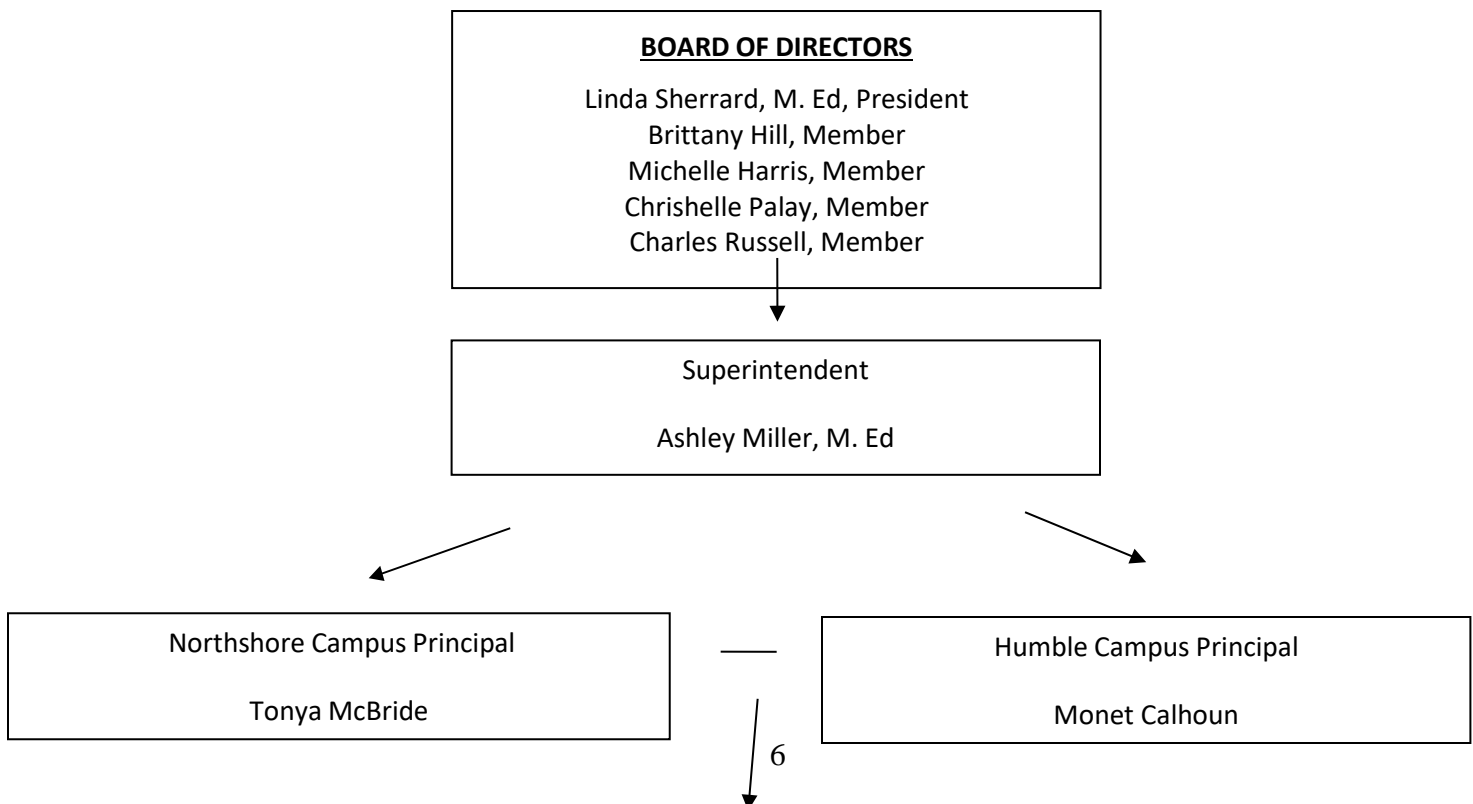 BOARD OF DIRECTORS
Linda Sherrard, M. Ed, President
Brittany Hill, Member
Michelle Harris, Member
Chrishelle Palay, Member
Charles Russell, Member
Superintendent
Ashley Miller, M. Ed
Northshore Campus Principal
Tonya McBride
Humble Campus Principal
Monet Calhoun
6